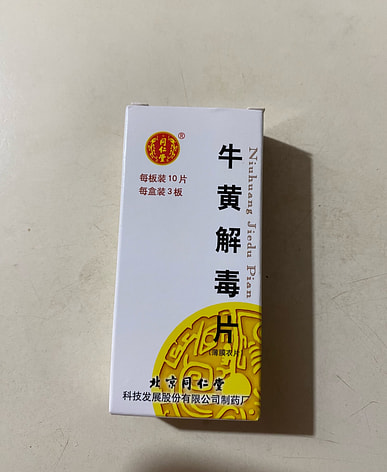 同仁堂
®
每板装10片
每盒装3板
牛黄解毒片
Niuhuang Jiedu Pian
(薄膜衣片)
北京同仁堂
科技发展股份有限公司制药厂